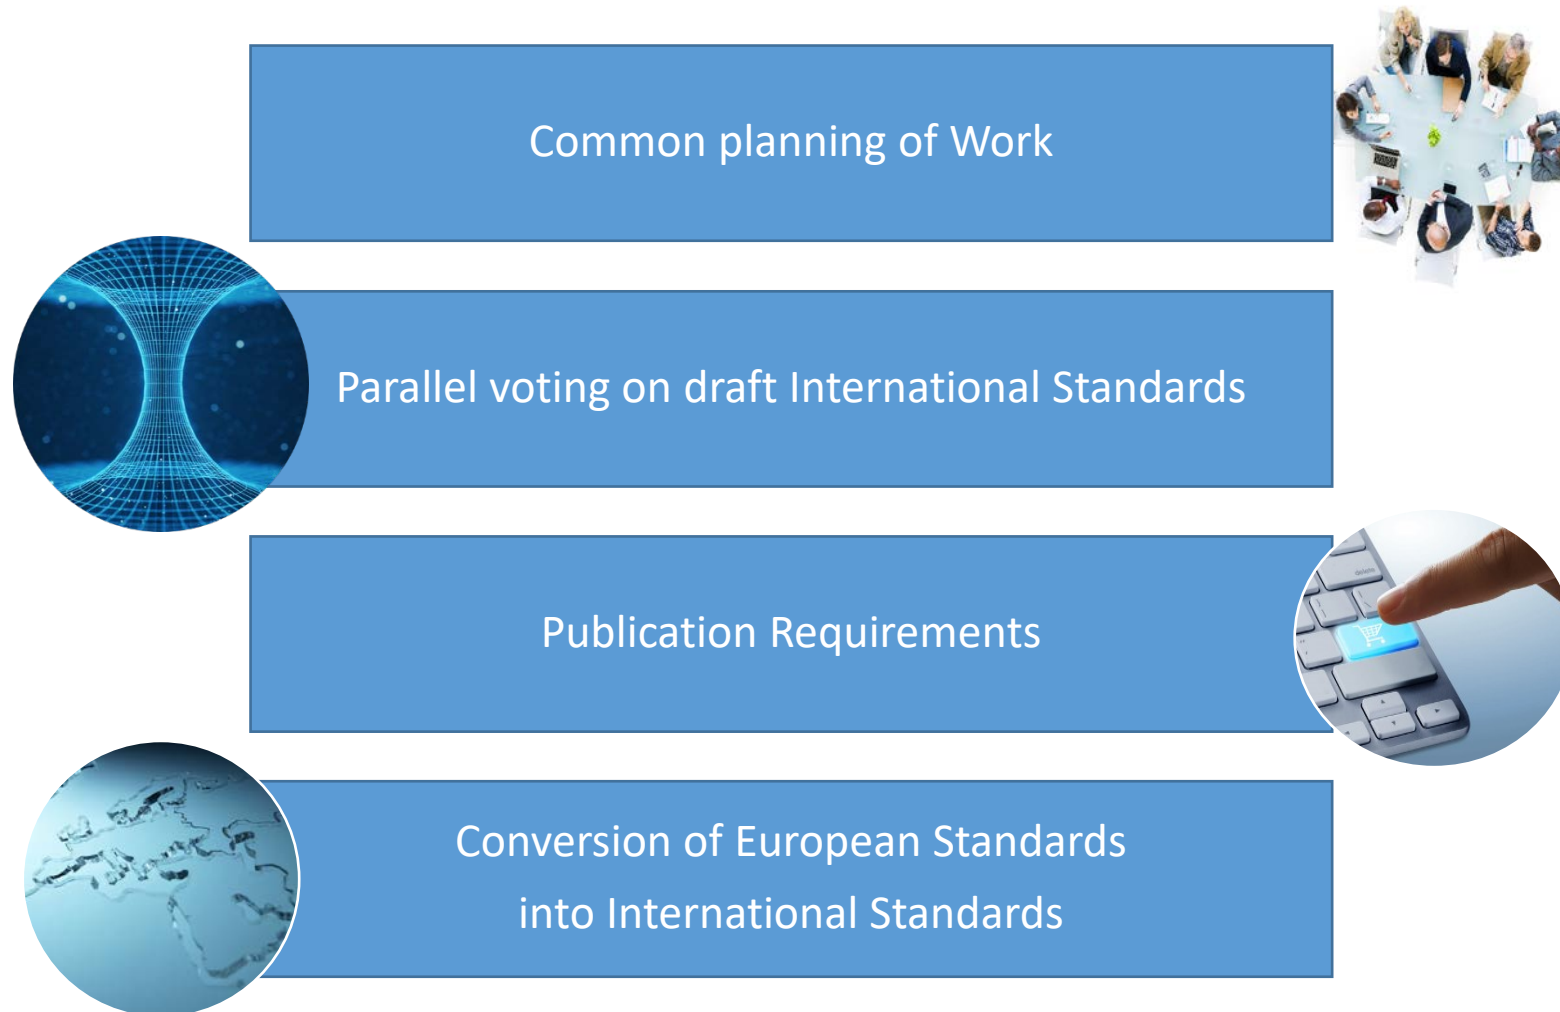 Common planning of Work
Parallel voting on draft International Standards
delete
Publication Requirements
Conversion of European Standards
into International Standards